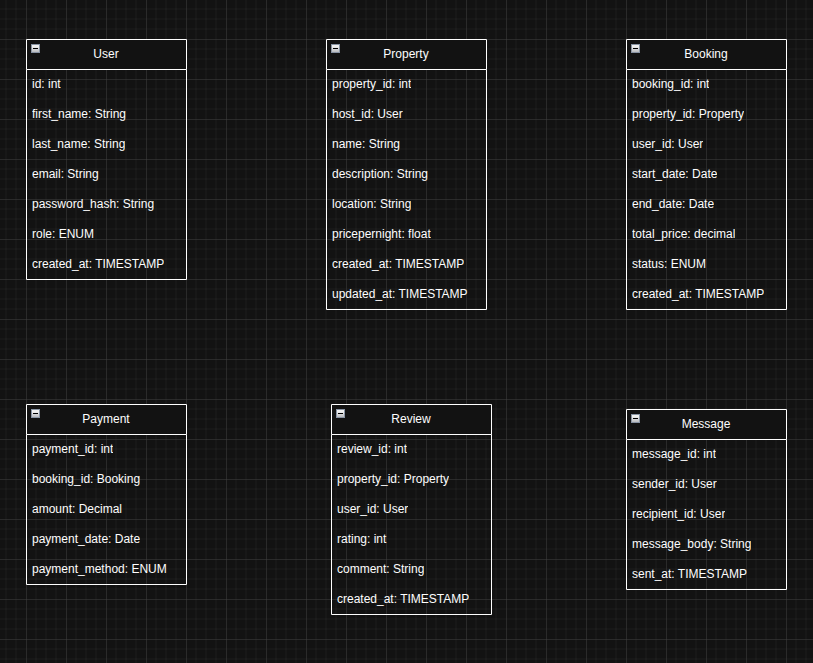 User
id: int
first_name: String
last_name: String
email: String
password_hash: String
role: ENUM
created_at: TIMESTAMP
Property
property_id: int
host_id: User
name: String
description: String
location: String
pricepernight: float
created_at: TIMESTAMP
updated_at: TIMESTAMP
Booking
booking_id: int
property_id: Property
user_id: User
start_date: Date
end_date: Date
total_price: decimal
status: ENUM
created_at: TIMESTAMP
Payment
payment_id: int
booking_id: Booking
amount: Decimal
payment_date: Date
payment_method: ENUM
Review
review_id: int
property_id: Property
user_id: User
rating: int
comment: String
created_at: TIMESTAMP
Message
message_id: int
sender_id: User
recipient_id: User
message_body: String
sent_at: TIMESTAMP